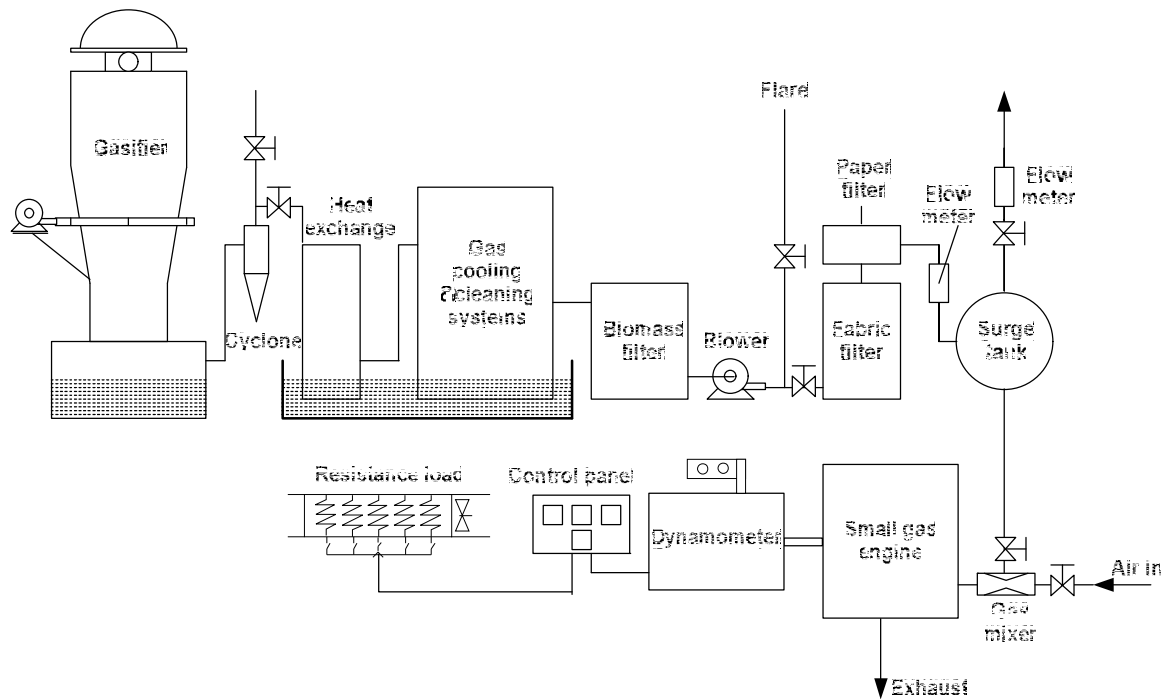 Gasifier
Cyclone
Heat
exchange
Gas
cooling
&cleaning
systems
Biomass
filter
Blower
Flare
Paper
filter
Fabric
filter
Flow
meter
Flow
meter
Surge
tank
Resistance load
Control panel
Dynamometer
Small gas
engine
Air in
Gas
mixer
Exhaust